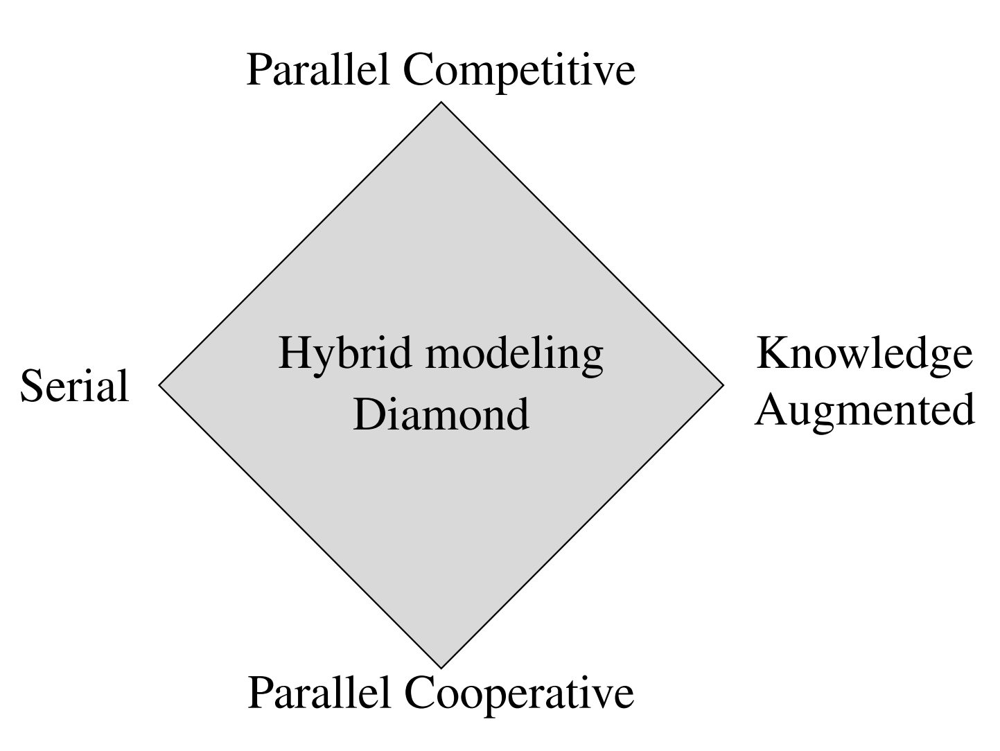 Parallel Competitive
Hybrid modeling
Diamond
Serial
Knowledge
Augmented
Parallel Cooperative